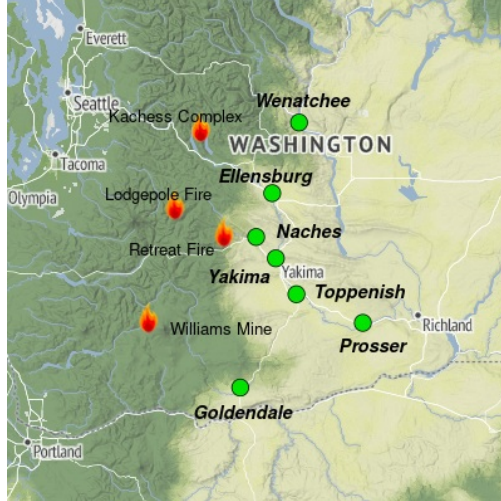 Everett
Seattle
Wenatchee
Kachess Complex
WASHINGTON
Tacoma
Ellensburg
Olympia
Lodgepole Fire
Naches
Retreat Fire
Yakima
Yakima
Toppenish
Williams Mine
Richland
Prosser
Goldendale
Portland